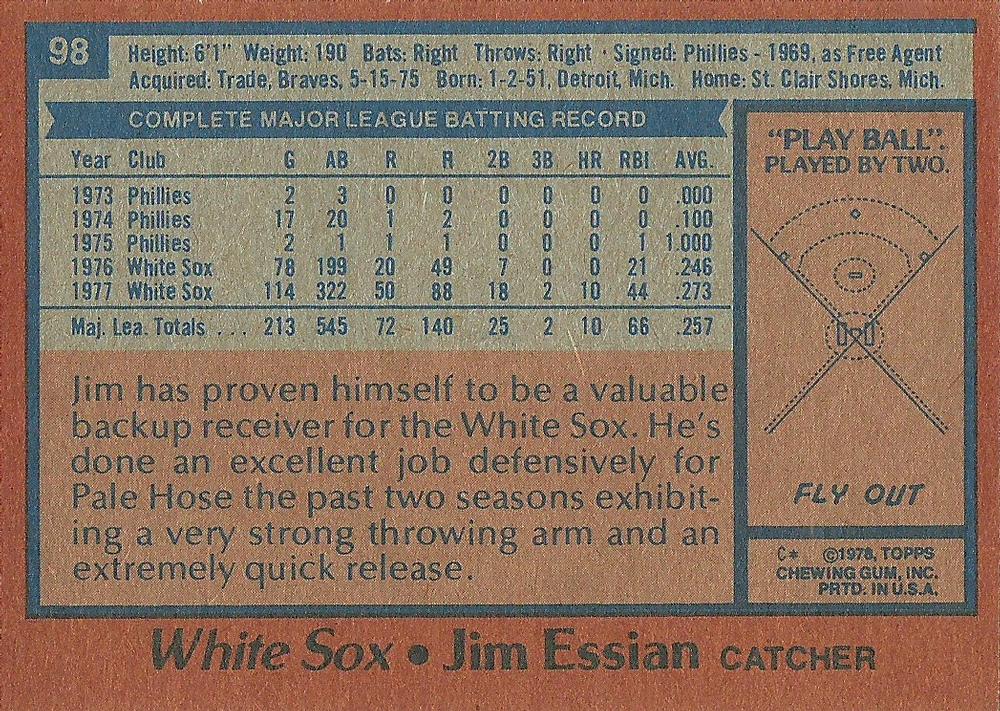 98
Height: 6'1" Weight: 190 Bats: Right Throws: Right · Signed: Phillies - 1969, as Free Agent
Acquired: Trade, Braves, 5-15-75 Born: 1-2-51, Detroit, Mich. Home: St. Clair Shores, Mich.
COMPLETE MAJOR LEAGUE BATTING RECORD
Year Club G AB R H 2B 3B HR RBI AVG.
1973 Phillies 2 3 0 0 0 0 0 0 .000
1974 Phillies 17 20 1 2 0 0 0 0 .100
1975 Phillies 2 1 1 1 0 0 0 1 1.000
1976 White Sox 78 199 20 49 7 0 0 21 .246
1977 White Sox 114 322 50 88 18 2 10 44 .273
Maj. Lea. Totals . . . 213 545 72 140 25 2 10 66 .257
Jim has proven himself to be a valuable
backup receiver for the White Sox. He's
done an excellent job defensively for
Pale Hose the past two seasons exhibit-
ing a very strong throwing arm and an
extremely quick release.
"PLAY BALL".
PLAYED BY TWO.
FLY OUT
C* ©1978, TOPPS
CHEWING GUM, INC.
PRTD: IN U.S.A.
White Sox • Jim Essian CATCHER